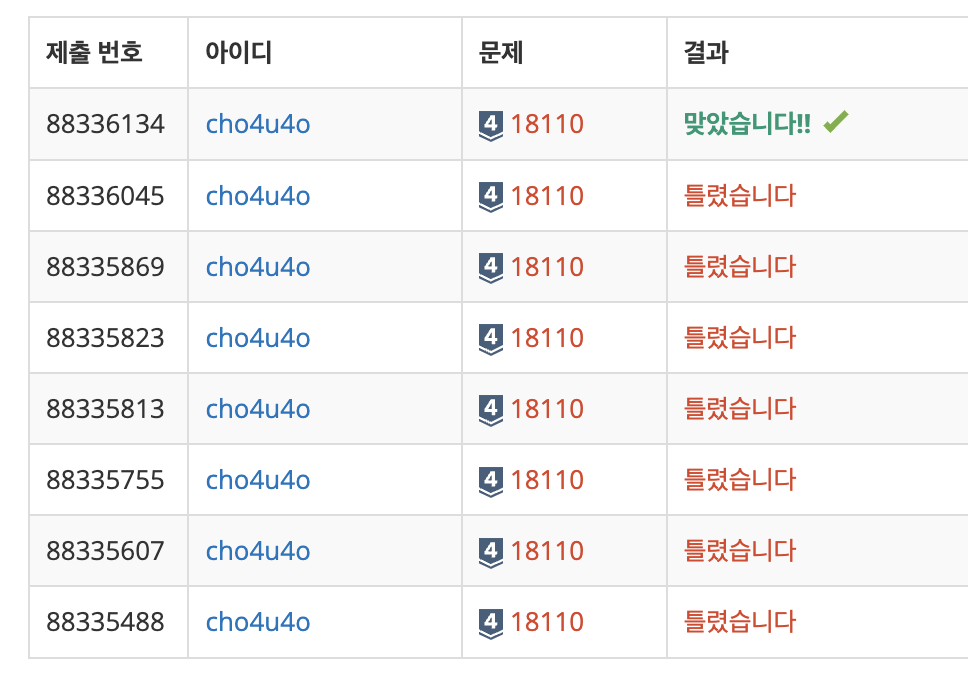 제출 번호 아이디 문제 결과
88336134 cho4u4o 4 18110 맞았습니다!!
88336045 cho4u4o 4 18110 틀렸습니다
88335869 cho4u4o 4 18110 틀렸습니다
88335823 cho4u4o 4 18110 틀렸습니다
88335813 cho4u4o 4 18110 틀렸습니다
88335755 cho4u4o 4 18110 틀렸습니다
88335607 cho4u4o 4 18110 틀렸습니다
88335488 cho4u4o 4 18110 틀렸습니다